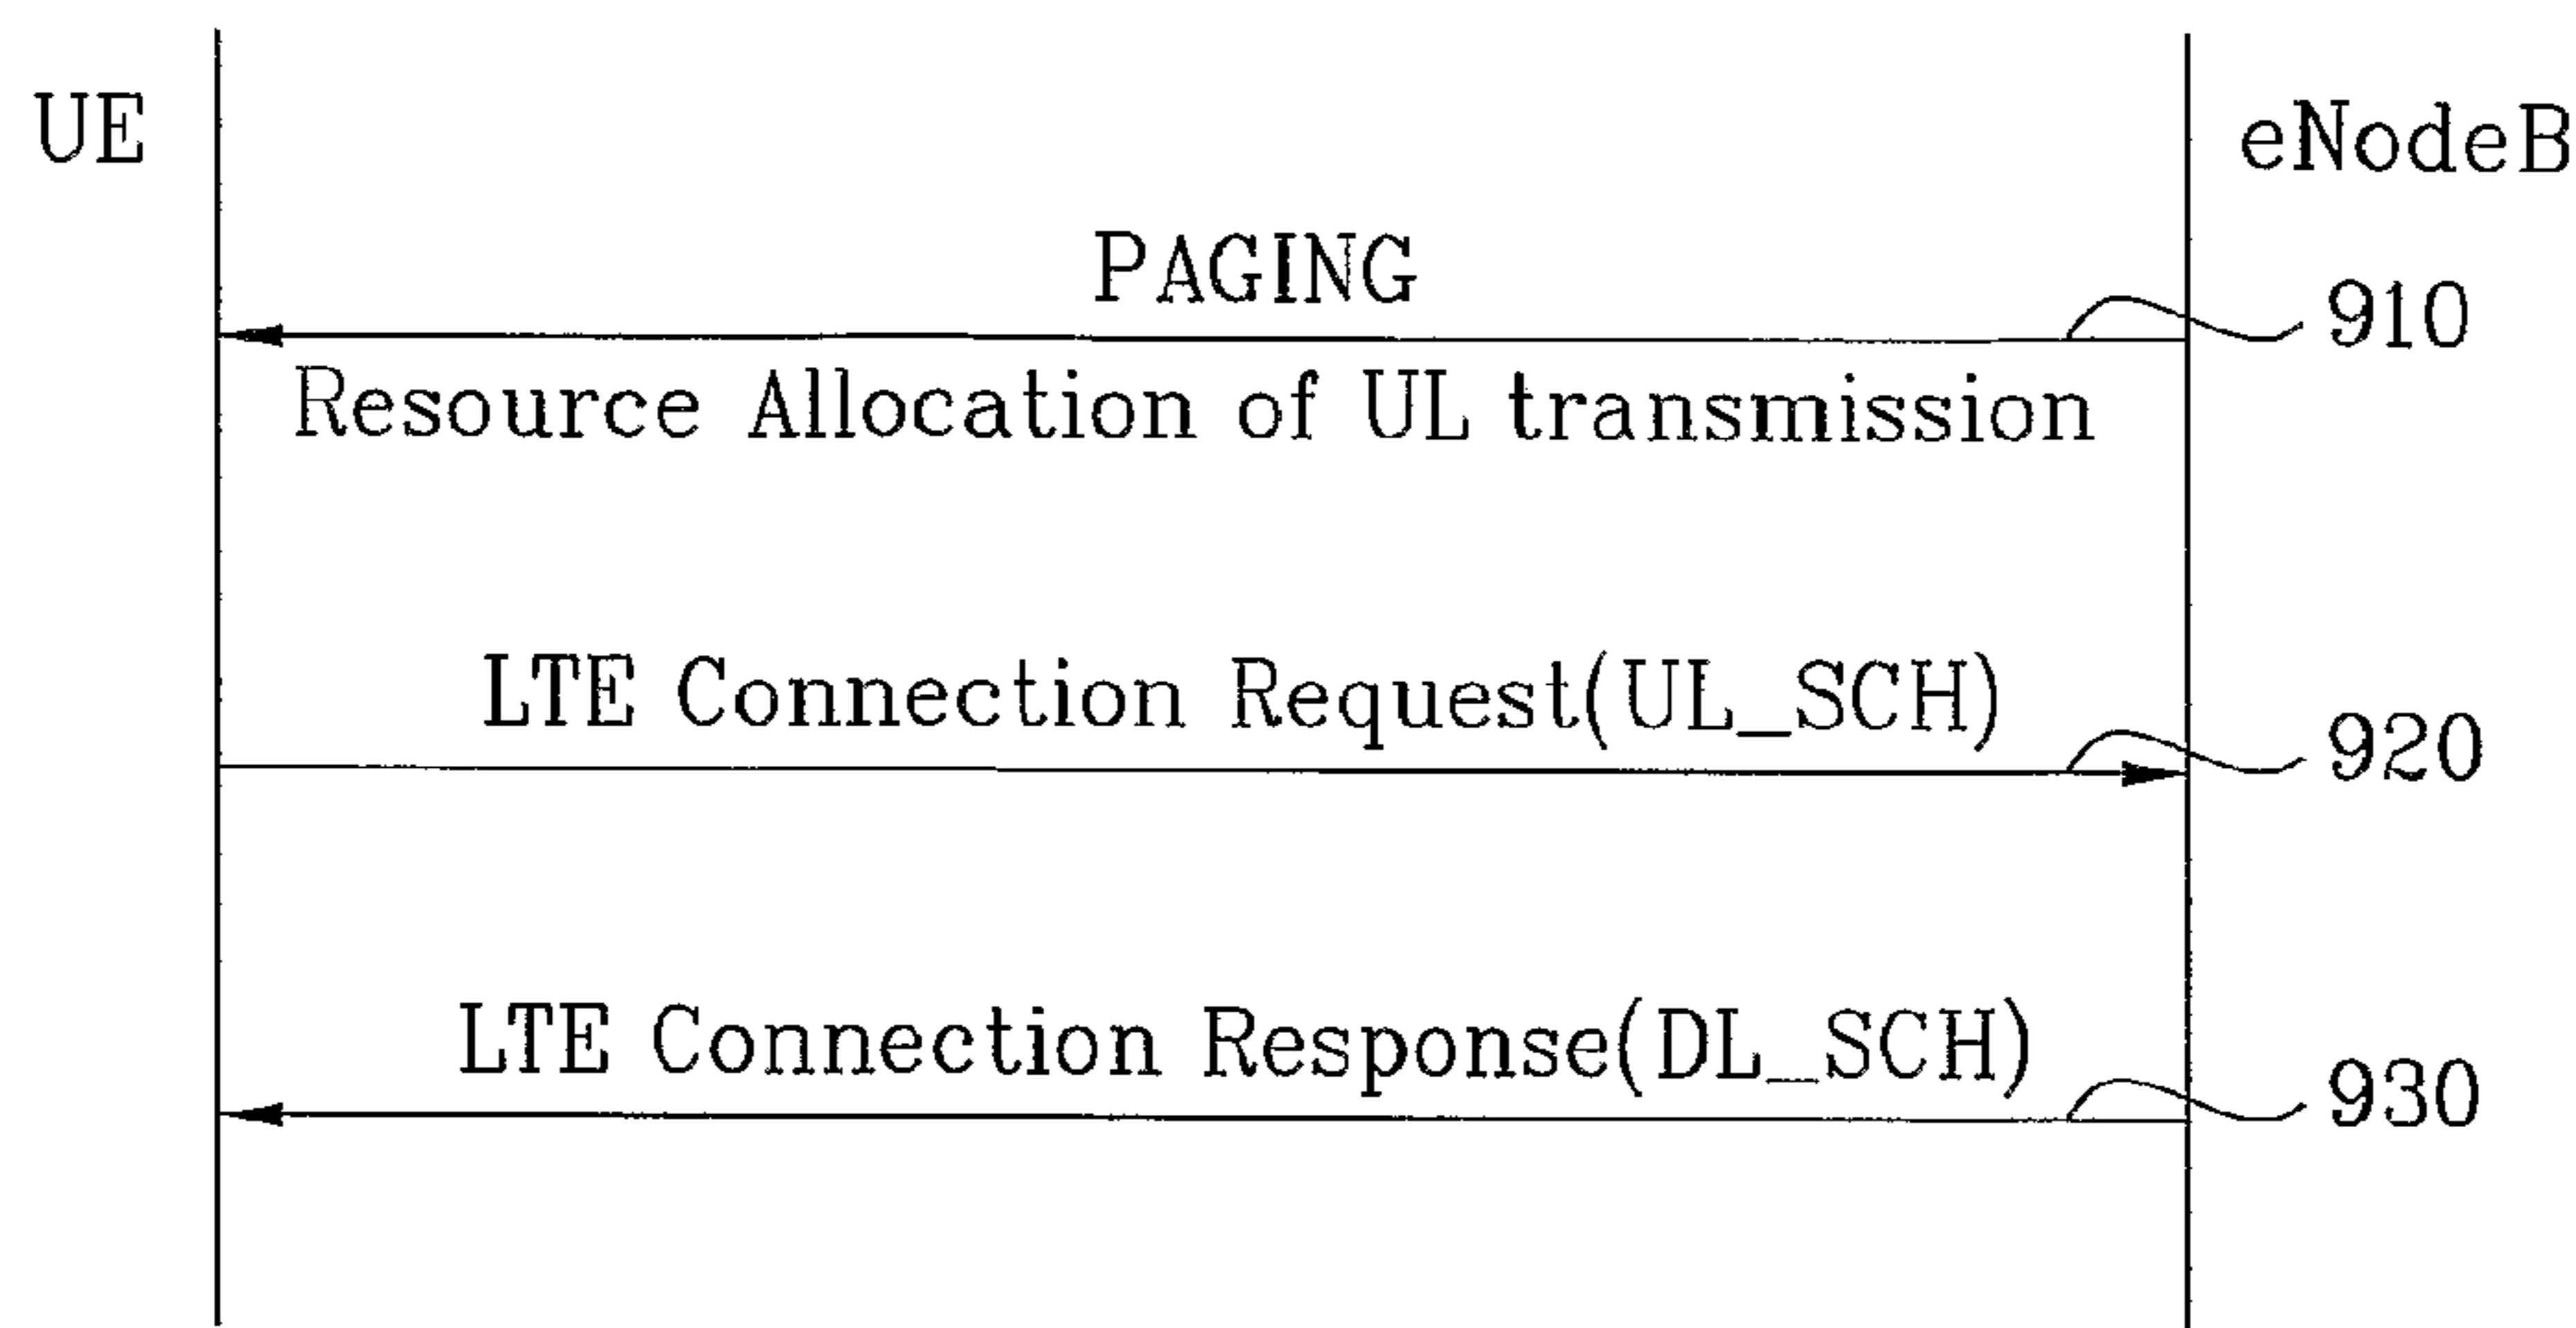 UE
eNodeB
PAGING
910
Resource Allocation of UL transmission
LTE Connection Request(UL_SCH)
920
LTE Connection Response(DL_SCH)
930